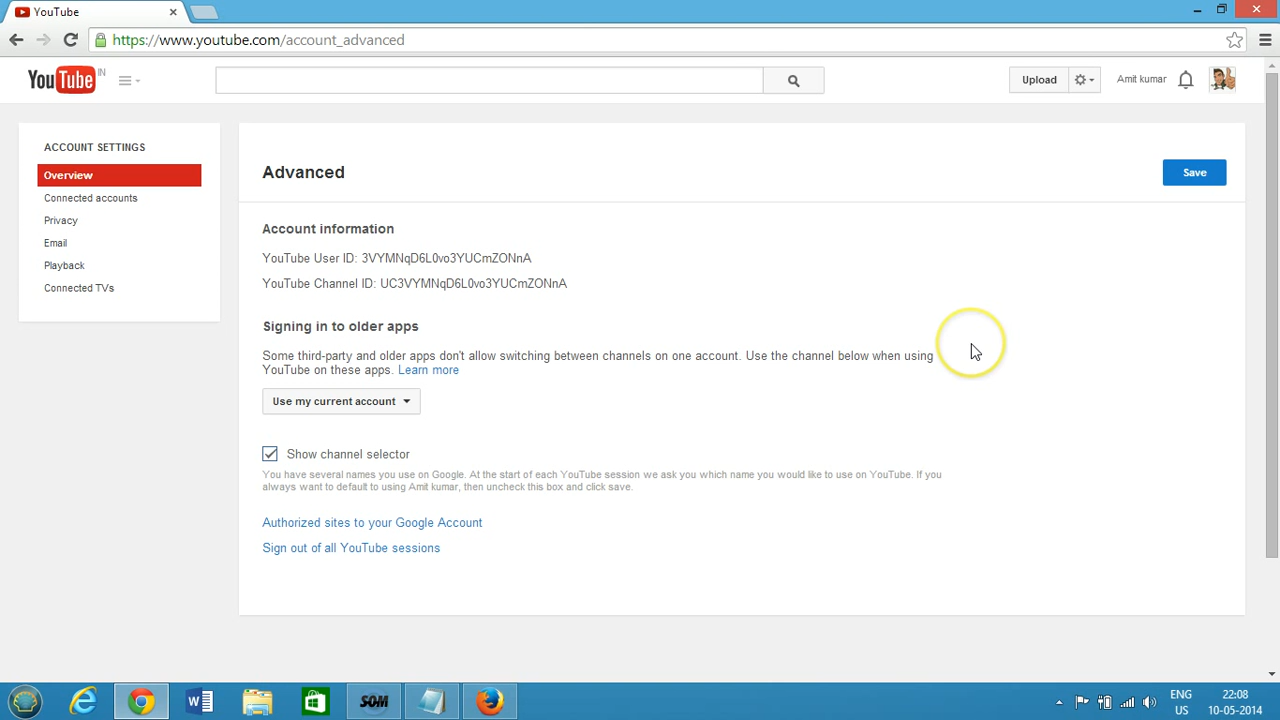 YouTube
https://www.youtube.com/account_advanced
YouTube IN
Upload
Amit kumar
ACCOUNT SETTINGS
Overview
Connected accounts
Privacy
Email
Playback
Connected TVs
Advanced
Save
Account information
YouTube User ID: 3VYMNqD6L0vo3YUCmZONnA
YouTube Channel ID: UC3VYMNqD6L0vo3YUCmZONnA
Signing in to older apps
Some third-party and older apps don't allow switching between channels on one account. Use the channel below when using
YouTube on these apps. Learn more
Use my current account
Show channel selector
You have several names you use on Google. At the start of each YouTube session we ask you which name you would like to use on YouTube. If you
always want to default to using Amit kumar, then uncheck this box and click save.
Authorized sites to your Google Account
Sign out of all YouTube sessions
SOM
ENG
US
22:08
10-05-2014